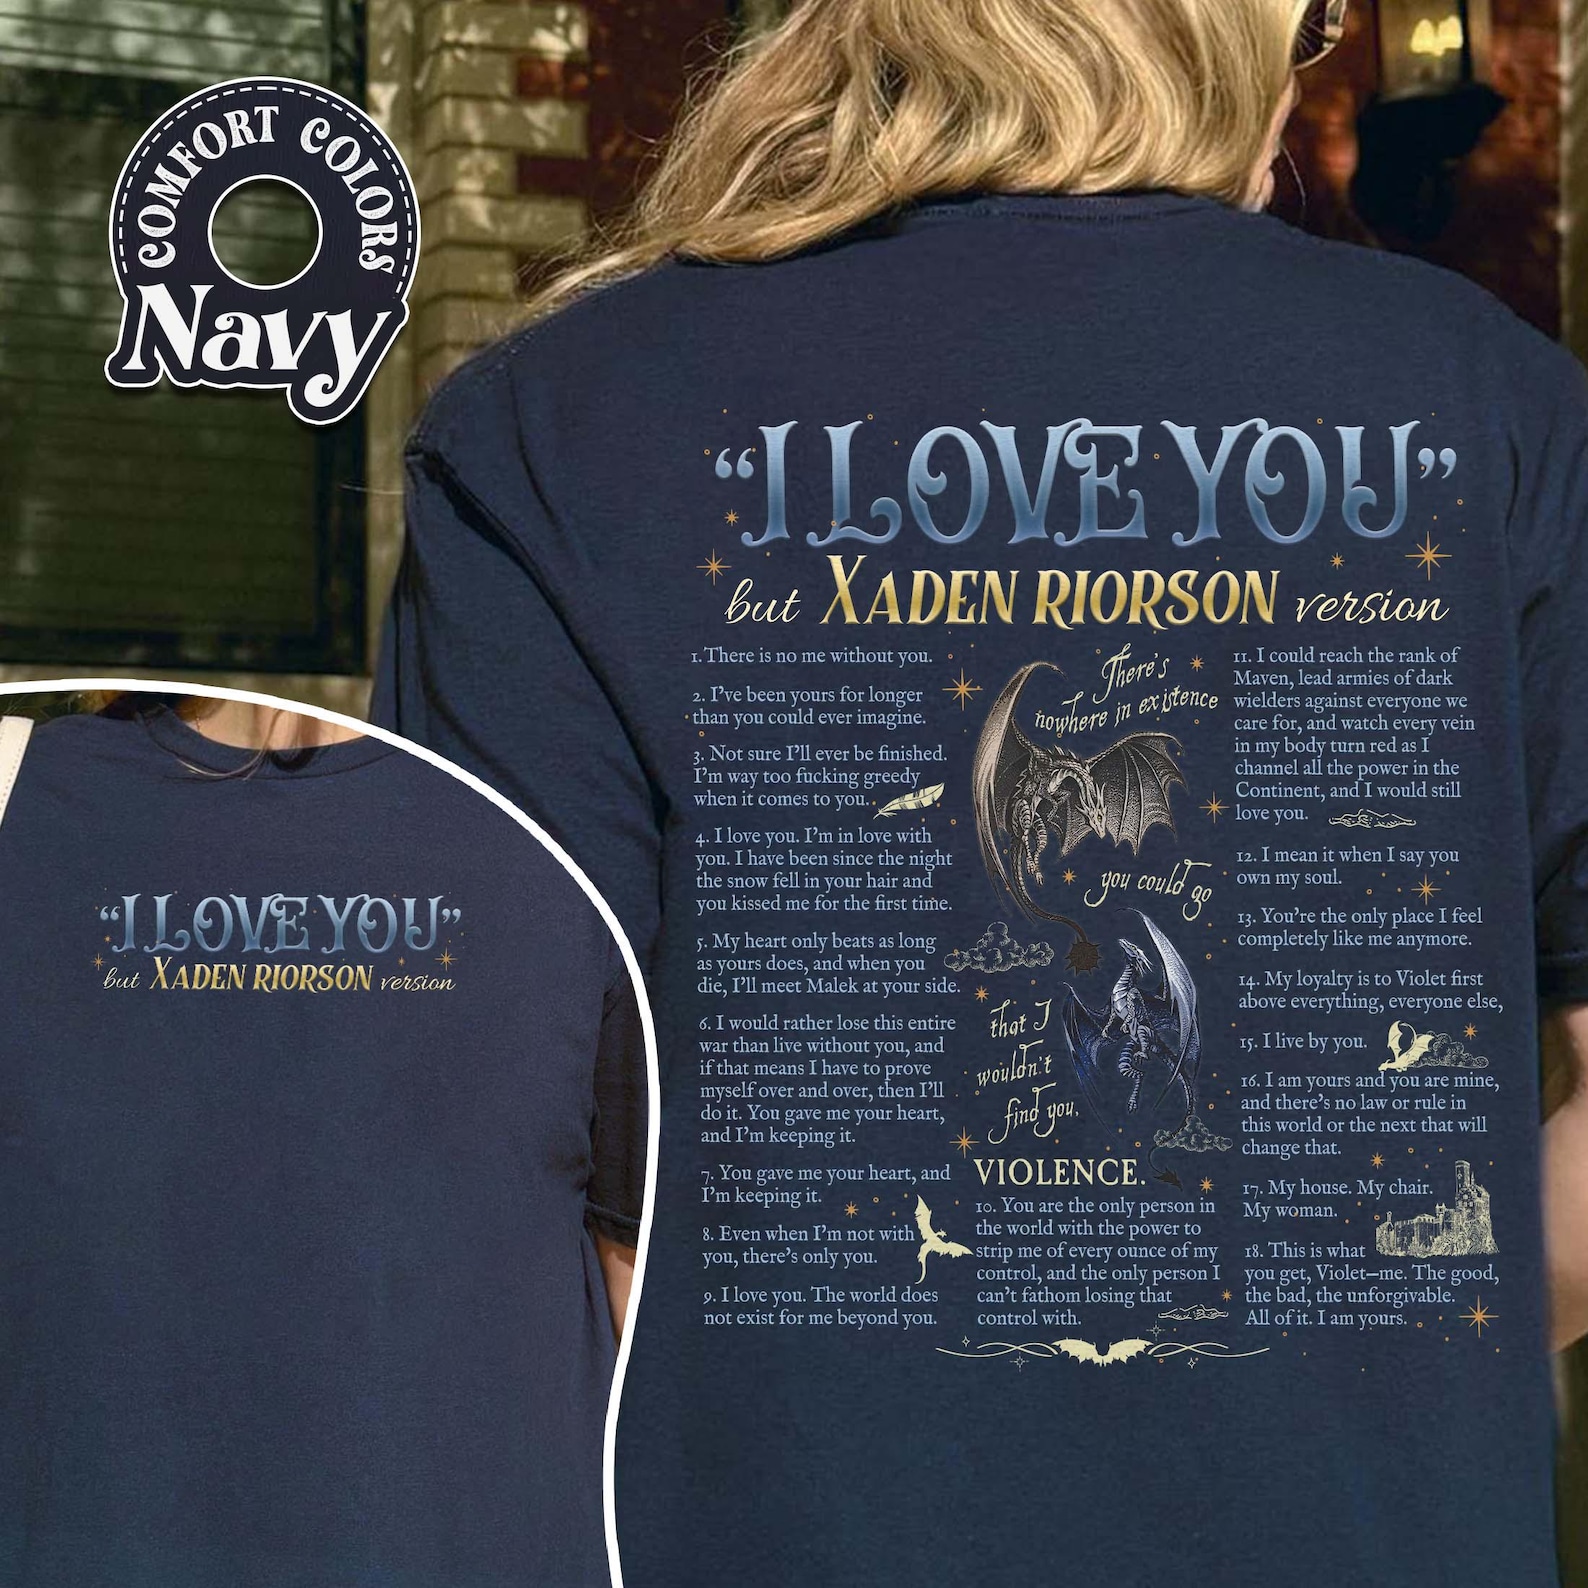 COMFORT COLORS
Navy
"I LOVE YOU"
but XADEN RIORSON version
"I LOVE YOU"
but XADEN RIORSON version
1. There is no me without you.
2. I've been yours for longer
than you could ever imagine.
3. Not sure I'll ever be finished.
I'm way too fucking greedy
when it comes to you.
4. I love you. I'm in love with
you. I have been since the night
the snow fell in your hair and
you kissed me for the first time.
5. My heart only beats as long
as yours does, and when you
die, I'll meet Malek at your side.
6. I would rather lose this entire
war than live without you, and
if that means I have to prove
myself over and over, then I'll
do it. You gave me your heart,
and I'm keeping it.
7. You gave me your heart, and
I'm keeping it.
8. Even when I'm not with
you, there's only you.
9. I love you. The world does
not exist for me beyond you.
There's
nowhere in existence
you could go
that I
wouldn't
find you,
VIOLENCE.
10. You are the only person in
the world with the power to
strip me of every ounce of my
control, and the only person I
can't fathom losing that
control with.
11. I could reach the rank of
Maven, lead armies of dark
wielders against everyone we
care for, and watch every vein
in my body turn red as I
channel all the power in the
Continent, and I would still
love you.
12. I mean it when I say you
own my soul.
13. You're the only place I feel
completely like me anymore.
14. My loyalty is to Violet first
above everything, everyone else,
15. I live by you.
16. I am yours and you are mine,
and there's no law or rule in
this world or the next that will
change that.
17. My house. My chair.
My woman.
18. This is what
you get, Violet—me. The good,
the bad, the unforgivable.
All of it. I am yours.